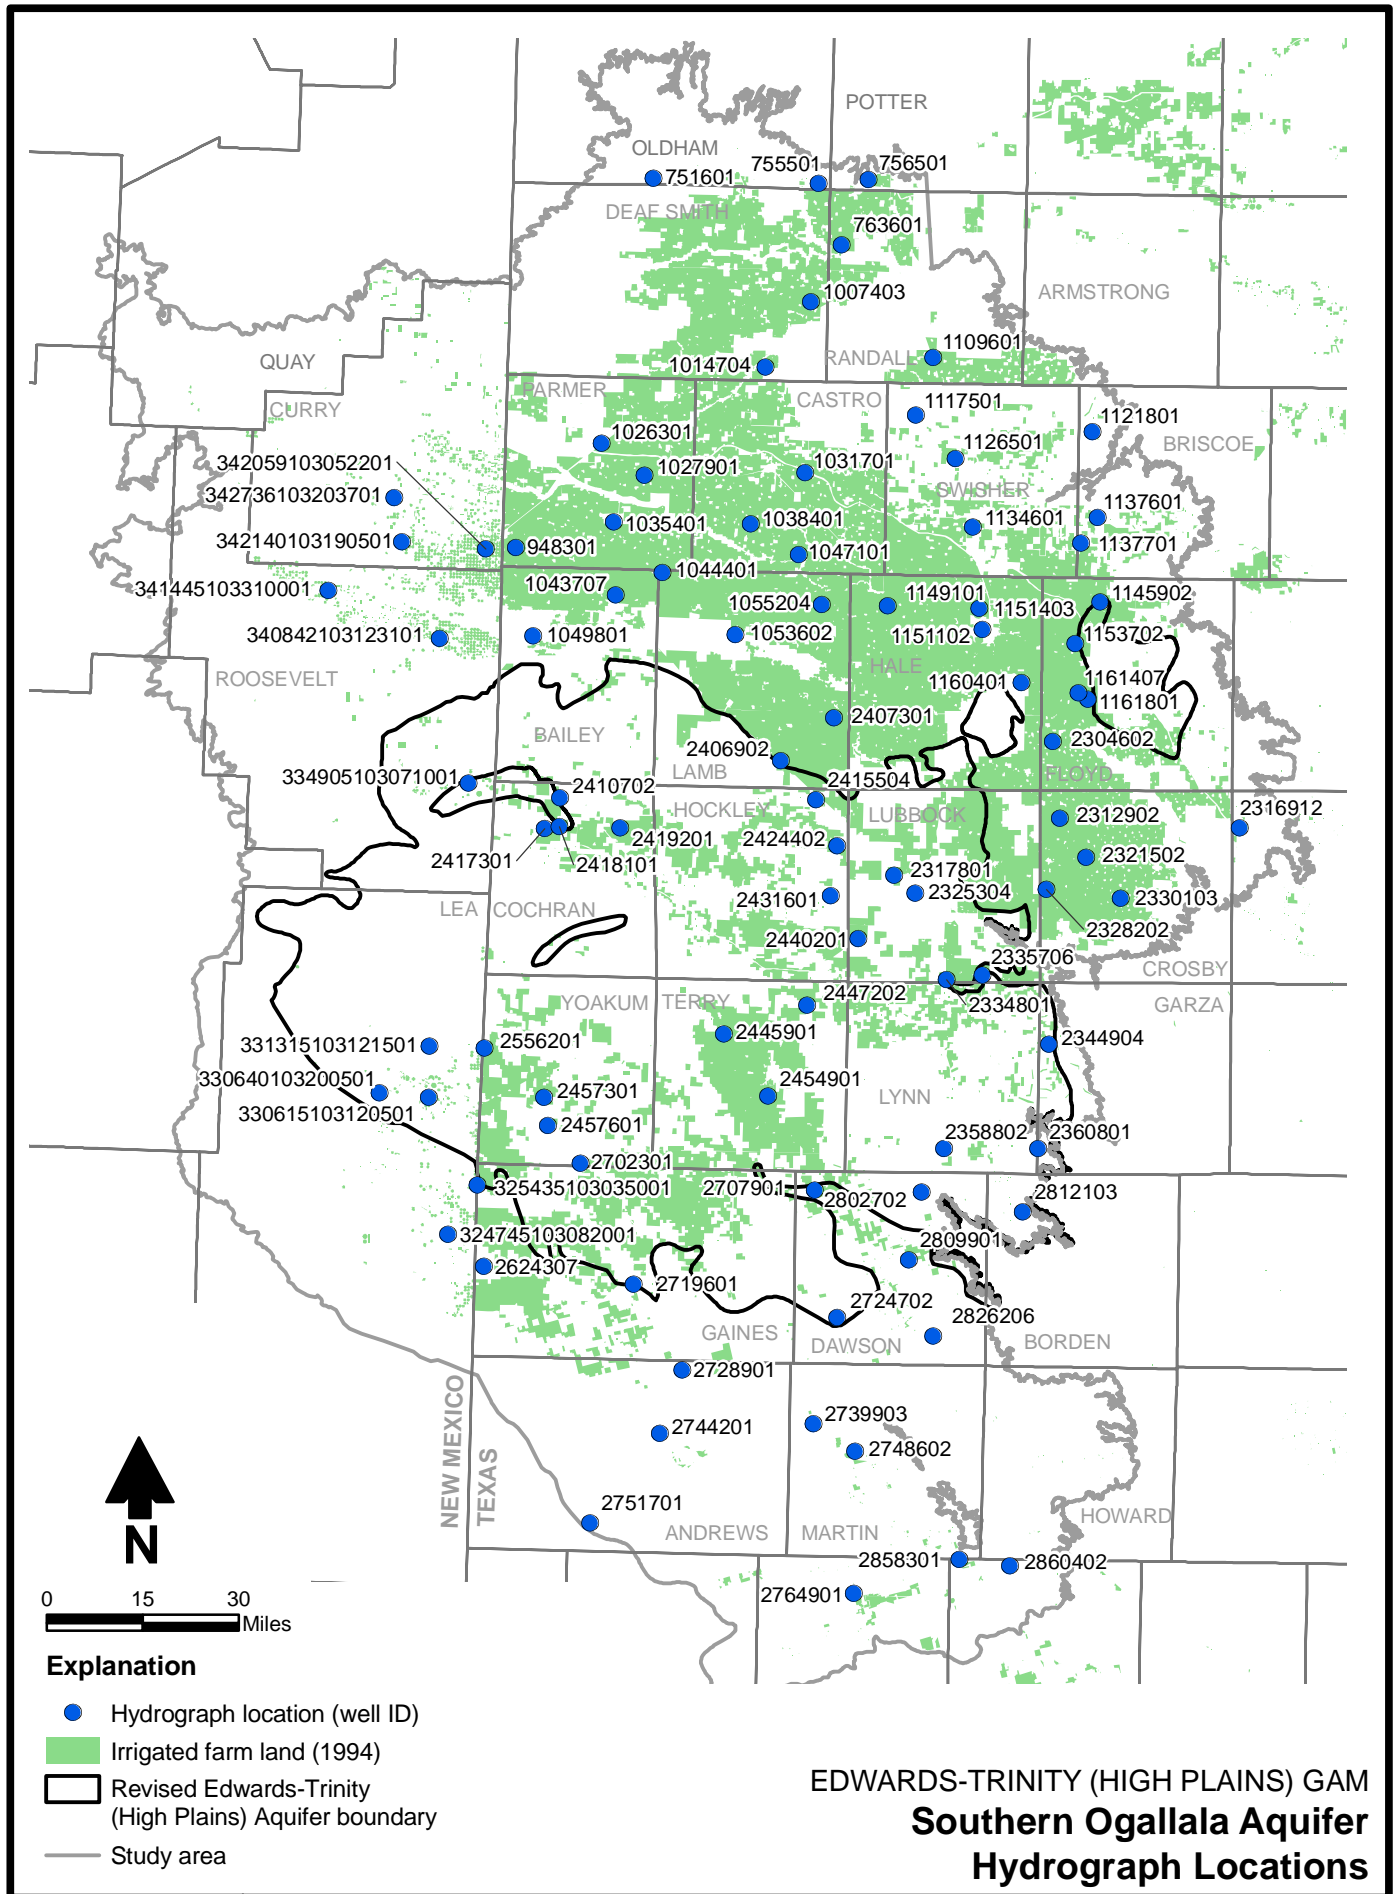 POTTER
OLDHAM
755501
756501
751601
DEAF SMITH
763601
1007403
ARMSTRONG
1109601
QUAY
1014704
RANDALL
PARMER
CURRY
CASTRO
1117501
1121801
1026301
BRISCOE
1126501
342059103052201
1027901
1031701
342736103203701
SWISHER
1137601
1035401
1038401
1134601
342140103190501
948301
1047101
1137701
1044401
341445103310001
1043707
1055204
1149101
1151403
1145902
340842103123101
1049801
1053602
1151102
1153702
HALE
ROOSEVELT
1160401
1161407
1161801
2407301
BAILEY
2406902
2304602
334905103071001
LAMB
2415504
FLOYD
2410702
HOCKLEY
LUBBOCK
2312902
2316912
2419201
2424402
2417301
2418101
2317801
2321502
2431601
2325304
2330103
LEA
COCHRAN
2328202
2440201
2335706
CROSBY
YOAKUM
TERRY
2447202
2334801
GARZA
2445901
331315103121501
2556201
2344904
330640103200501
2457301
2454901
LYNN
330615103120501
2457601
2358802
2360801
2702301
325435103035001
2707901
2802702
2812103
324745103082001
2809901
2624307
2719601
2724702
2826206
GAINES
DAWSON
BORDEN
2728901
NEW MEXICO
TEXAS
2739903
2744201
2748602
2751701
ANDREWS
MARTIN
HOWARD
N
2858301
2860402
2764901
0 15 30
Miles
Explanation
Hydrograph location (well ID)
Irrigated farm land (1994)
Revised Edwards-Trinity
(High Plains) Aquifer boundary
Study area
EDWARDS-TRINITY (HIGH PLAINS) GAM
Southern Ogallala Aquifer
Hydrograph Locations